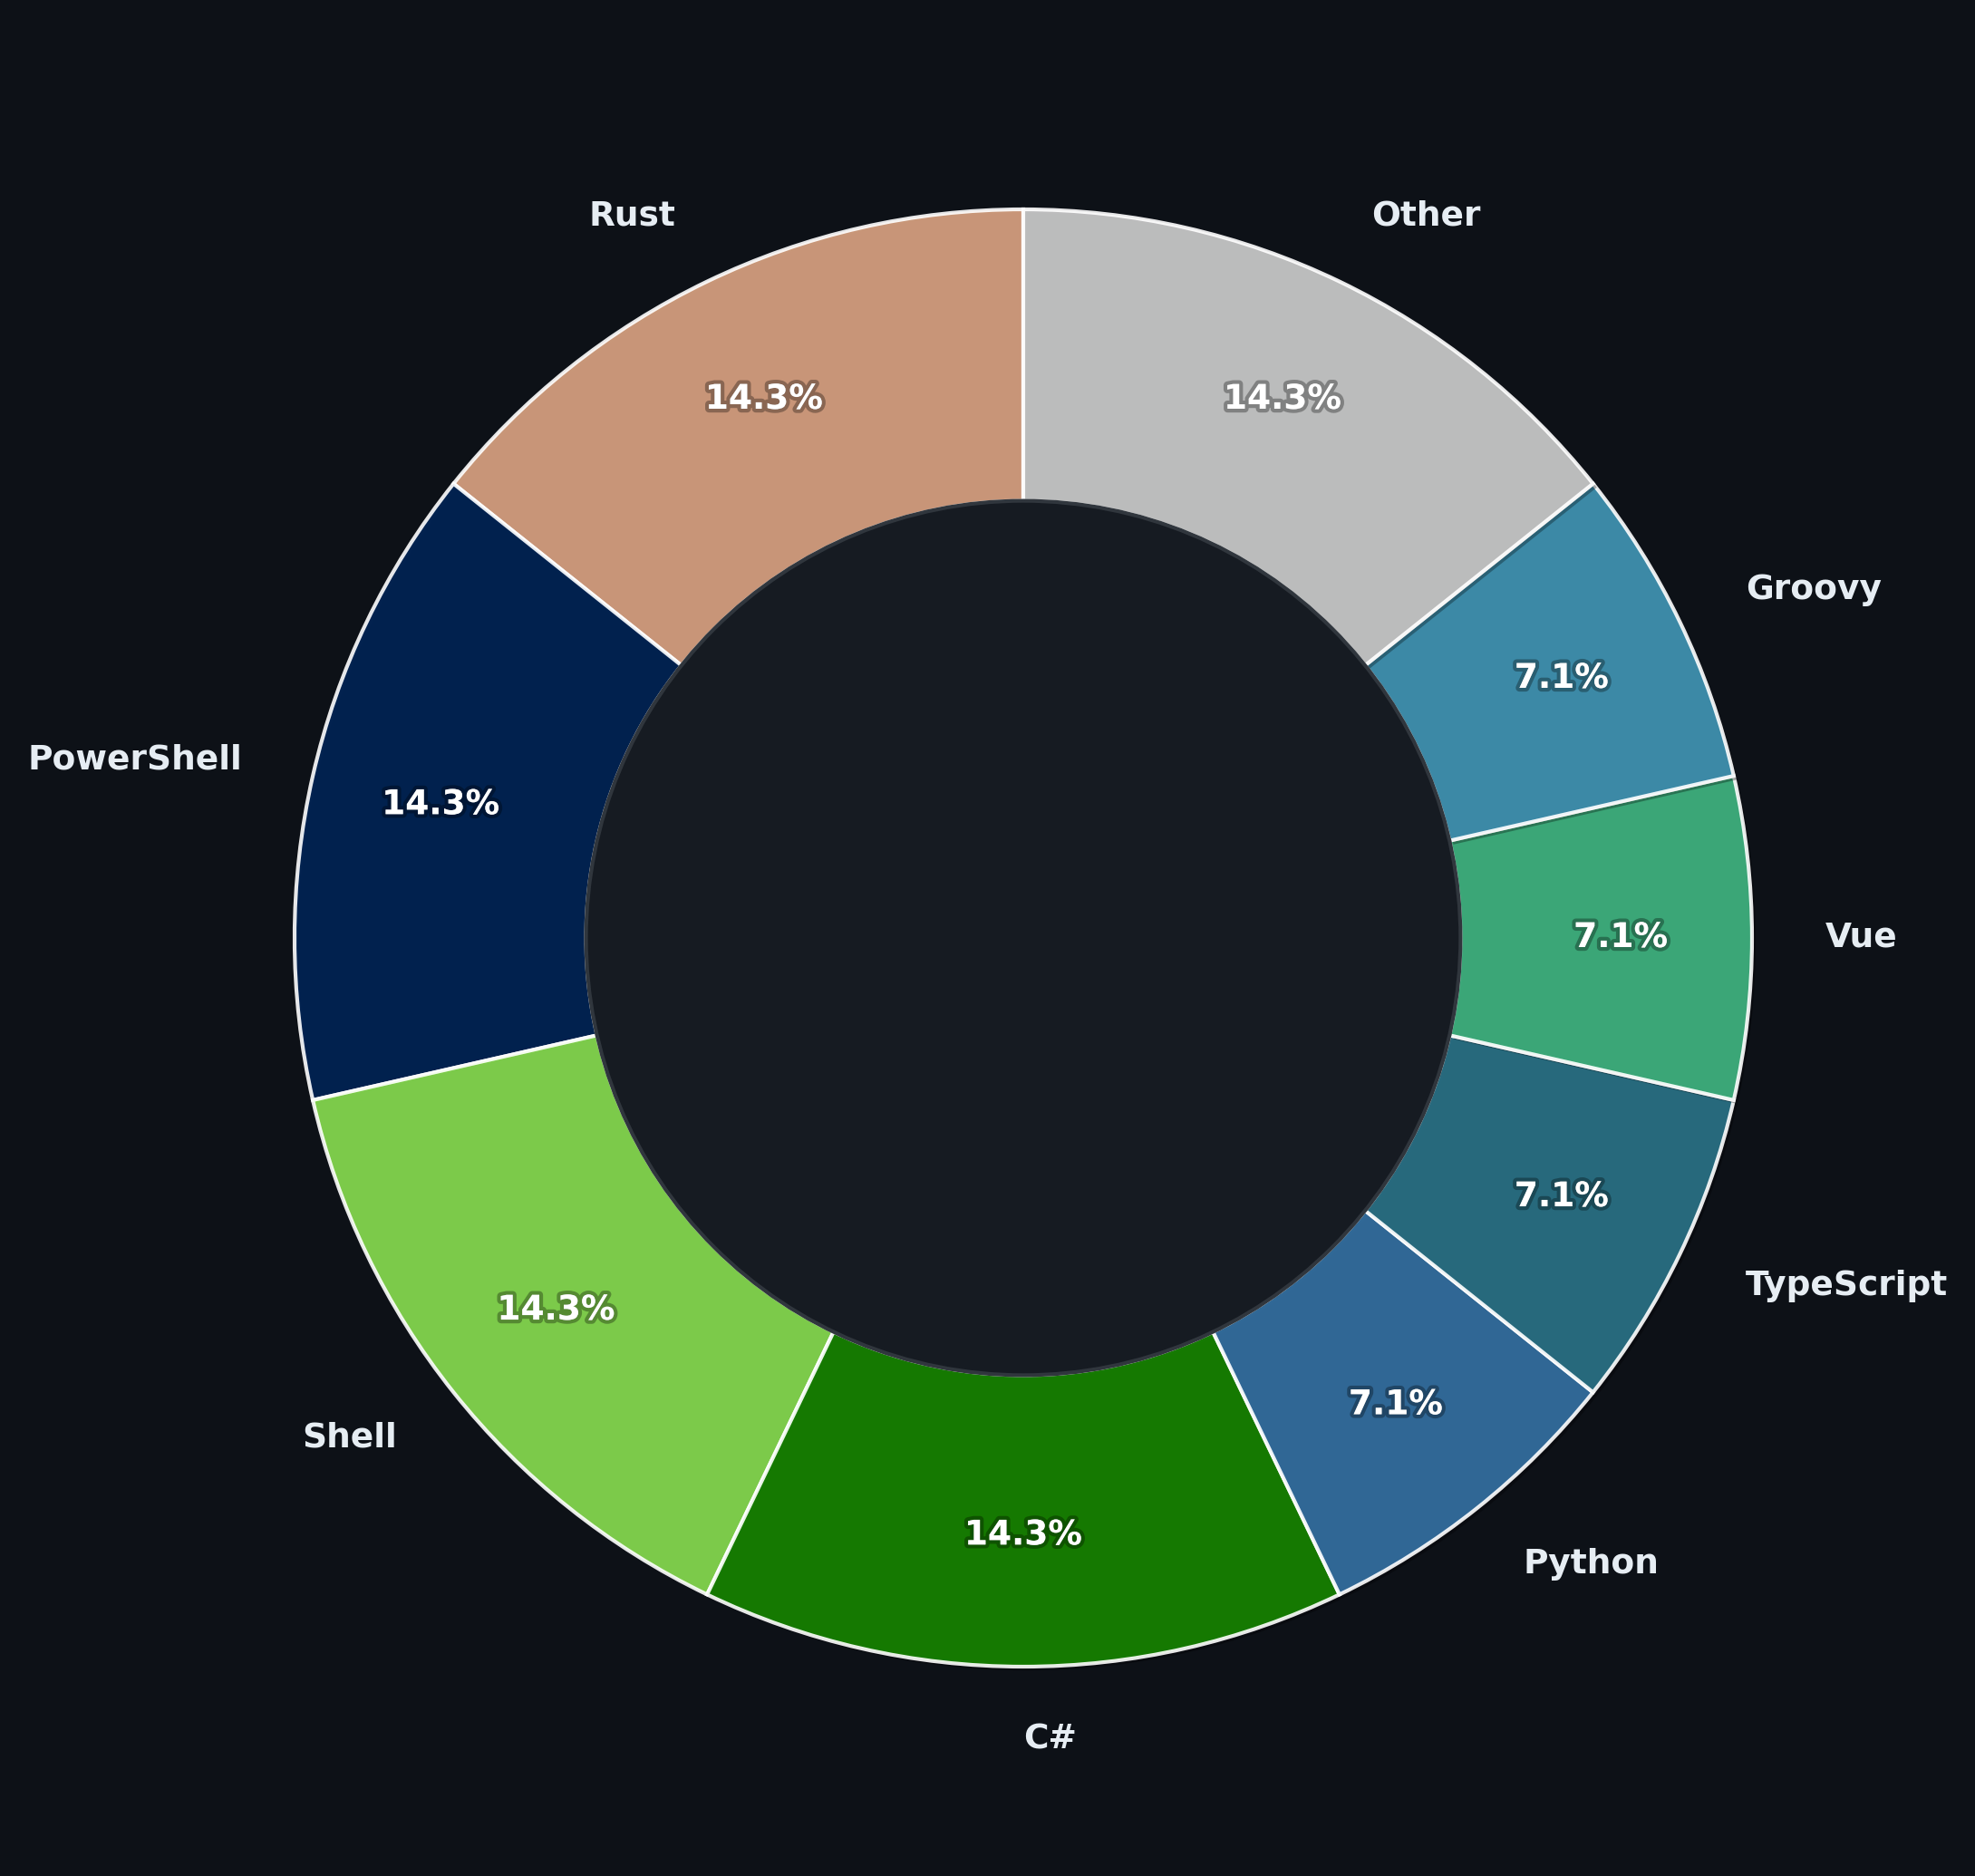 Rust
Other
14.3%
14.3%
Groovy
7.1%
PowerShell
14.3%
Vue
7.1%
TypeScript
7.1%
Shell
14.3%
Python
7.1%
14.3%
C#